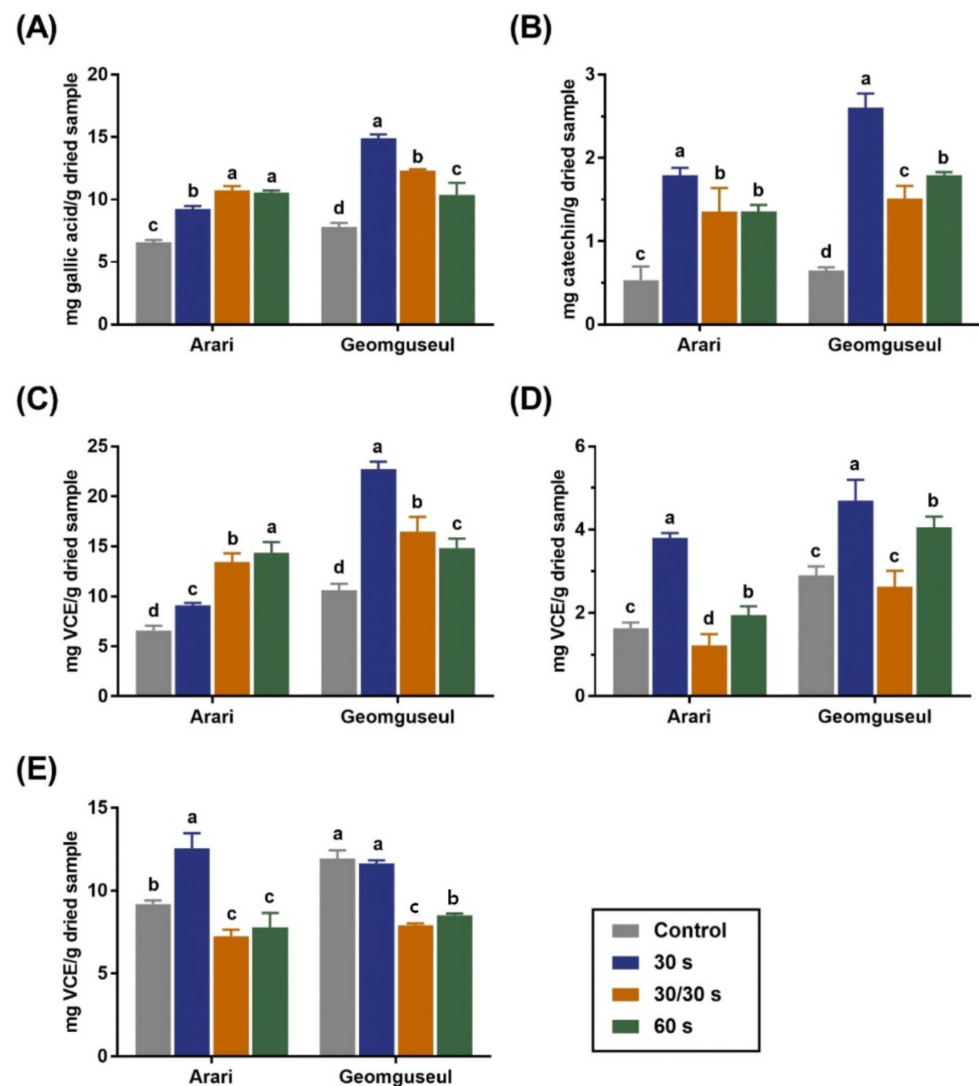 (A)
mg gallic acid/g dried sample
20
15
10
5
0
c
b
a
a
d
a
b
c
Arari
Geomguseul
(B)
mg catechin/g dried sample
3
2
1
0
c
a
b
b
d
a
c
b
Arari
Geomguseul
(C)
mg VCE/g dried sample
25
20
15
10
5
0
d
c
b
a
d
a
b
c
Arari
Geomguseul
(D)
mg VCE/g dried sample
6
4
2
0
c
a
d
b
c
a
c
b
Arari
Geomguseul
(E)
mg VCE/g dried sample
15
10
5
0
b
a
c
c
a
a
c
b
Arari
Geomguseul
Control
30 s
30/30 s
60 s